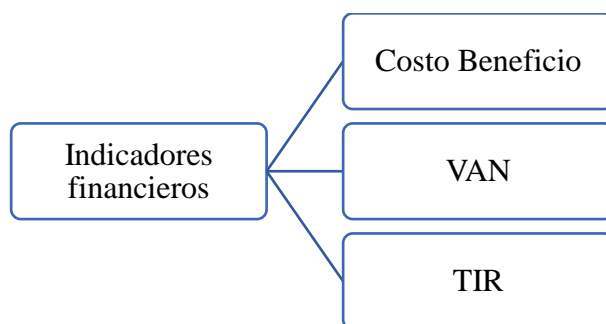 Costo Beneficio
Indicadores
financieros
VAN
TIR